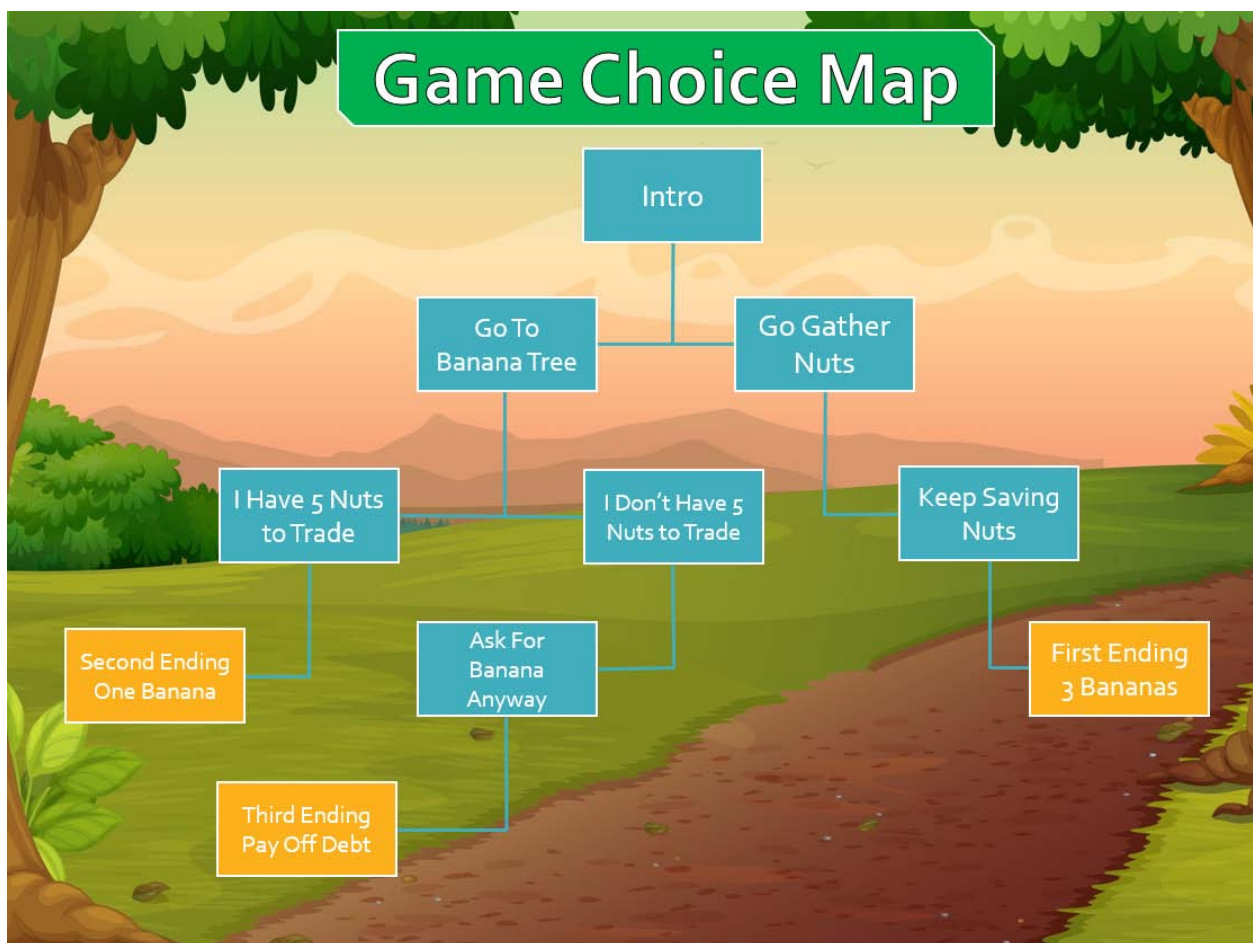 Game Choice Map
Intro
Go To
Banana Tree
Go Gather
Nuts
I Have 5 Nuts
to Trade
I Don't Have 5
Nuts to Trade
Keep Saving
Nuts
Second Ending
One Banana
Ask For
Banana
Anyway
First Ending
3 Bananas
Third Ending
Pay Off Debt